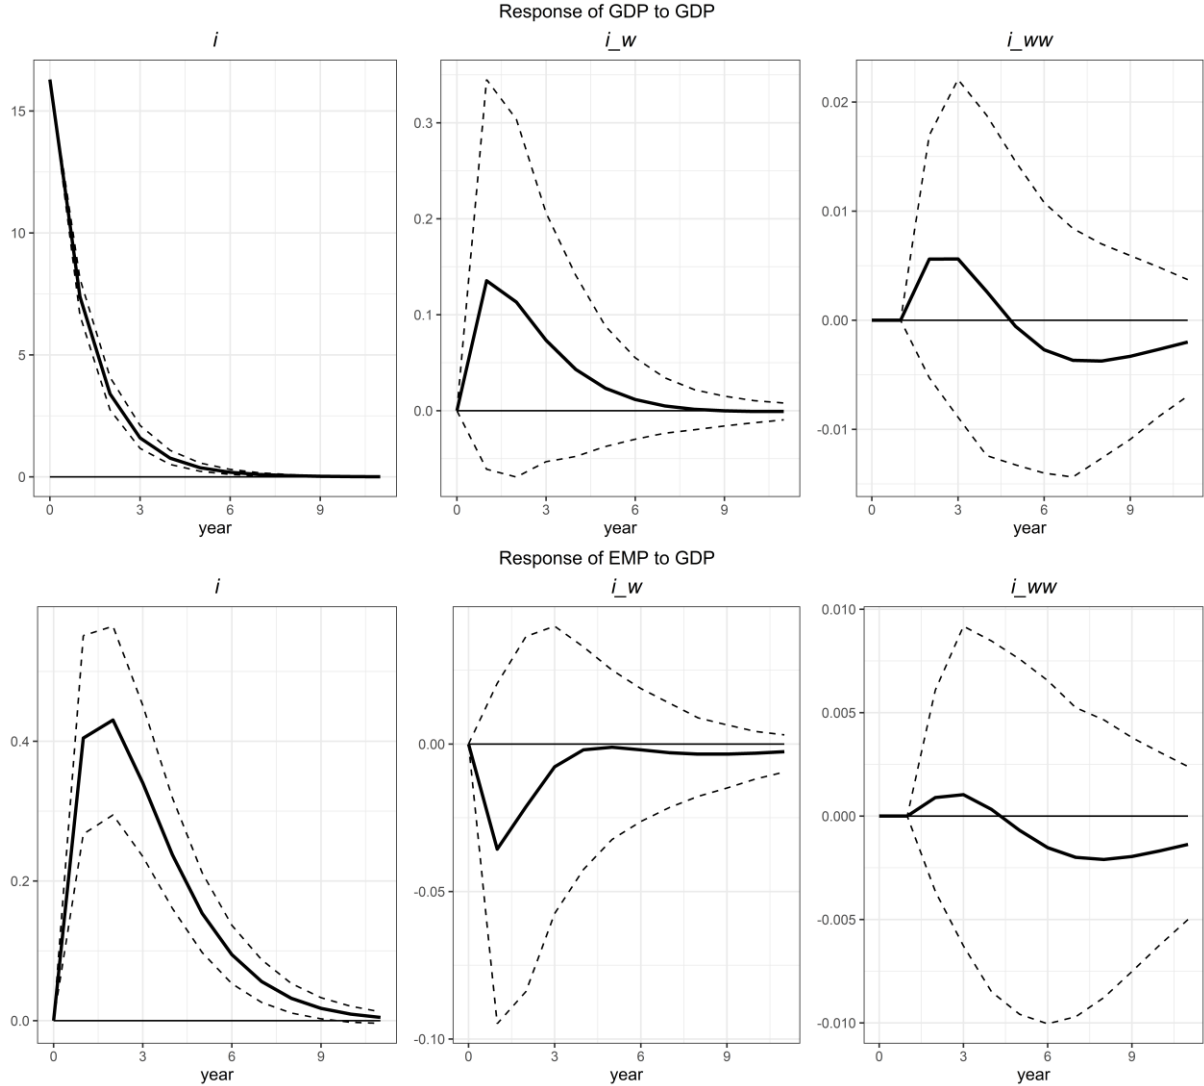 Response of GDP to GDP
i
i_w
i_ww
15
10
5
0
0.3
0.2
0.1
0.0
0.02
0.01
0.00
-0.01
0 3 6 9
0 3 6 9
0 3 6 9
year
year
year
Response of EMP to GDP
i
i_w
i_ww
0.4
0.2
0.0
0.00
-0.05
-0.10
0.010
0.005
0.000
-0.005
-0.010
0 3 6 9
0 3 6 9
0 3 6 9
year
year
year